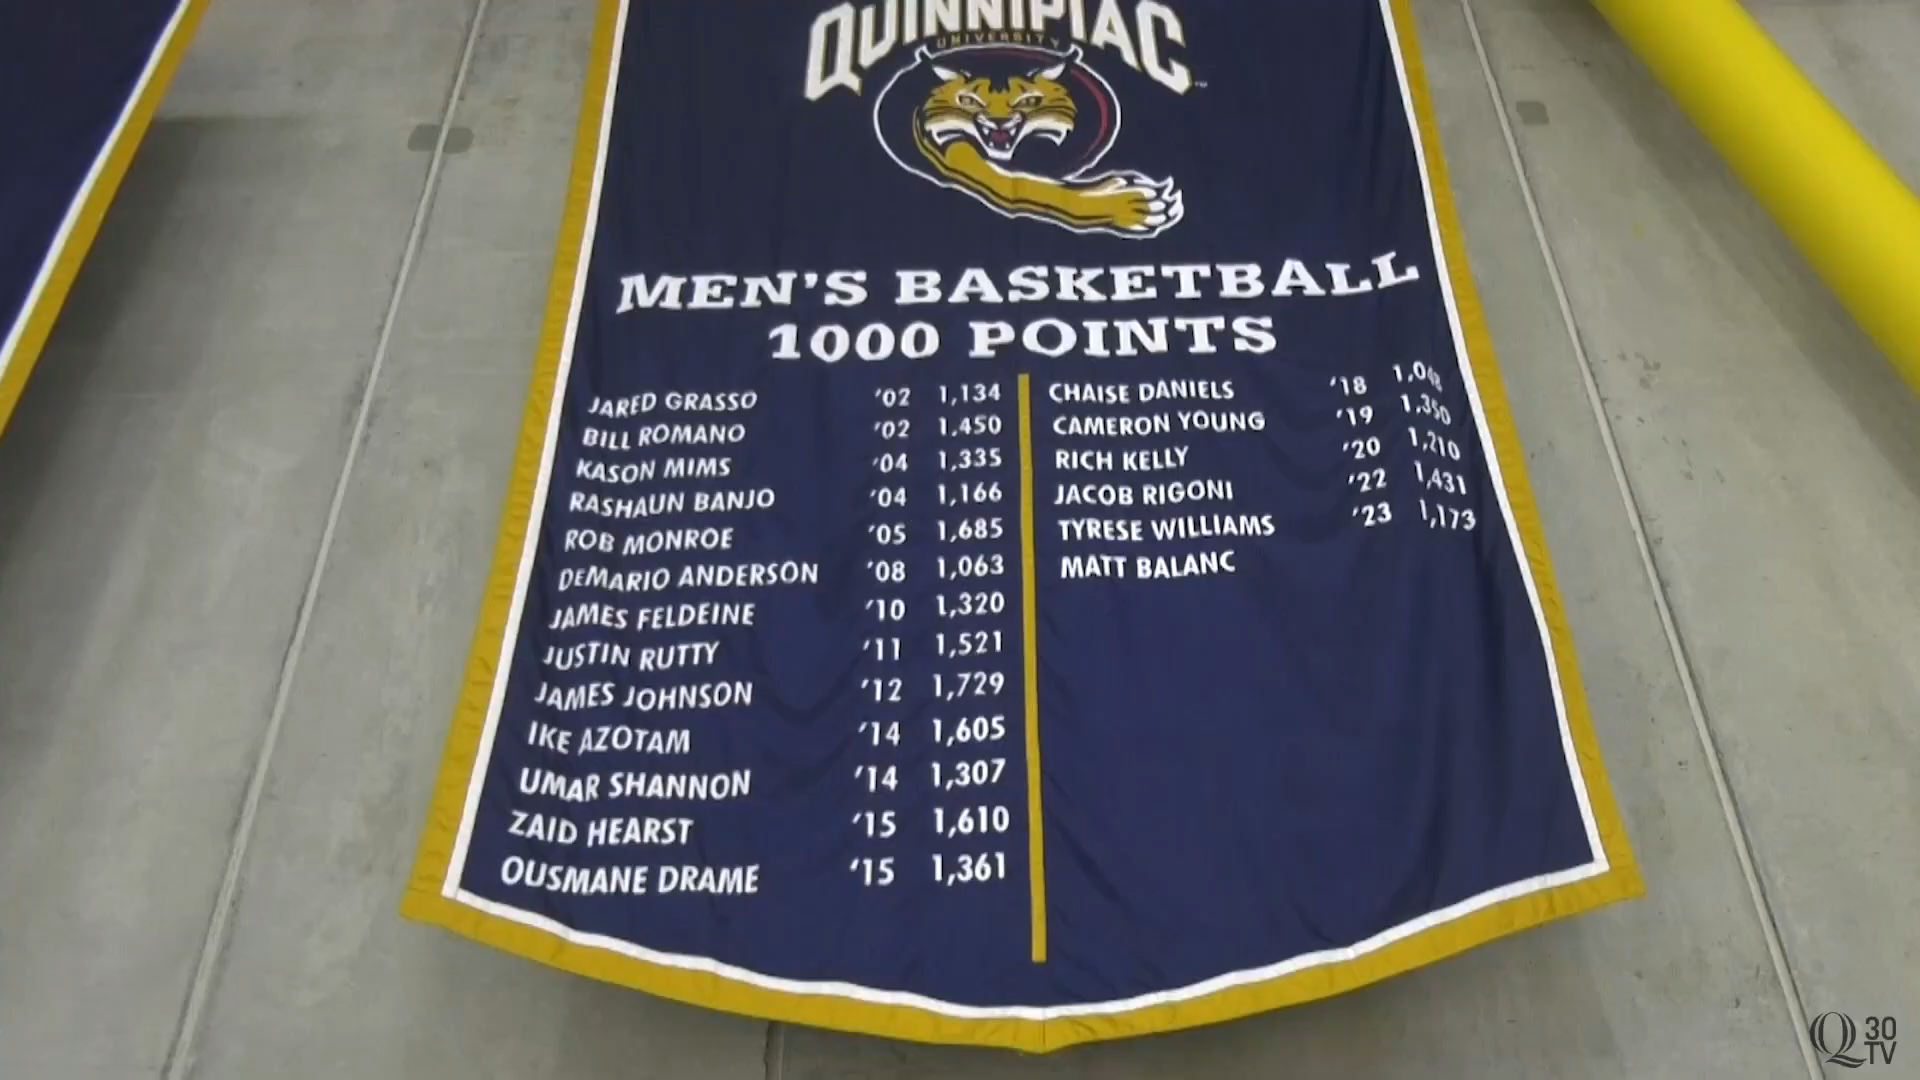 QUINNIPIAC
UNIVERSITY
MEN'S BASKETBALL
1000 POINTS
JARED GRASSO '02 1,134
BILL ROMANO '02 1,450
KASON MIMS '04 1,335
RASHAUN BANJO '04 1,166
ROB MONROE '05 1,685
DEMARIO ANDERSON '08 1,063
JAMES FELDEINE '10 1,320
JUSTIN RUTTY '11 1,521
JAMES JOHNSON '12 1,729
IKE AZOTAM '14 1,605
UMAR SHANNON '14 1,307
ZAID HEARST '15 1,610
OUSMANE DRAME '15 1,361
CHAISE DANIELS '18
CAMERON YOUNG '19 1,350
RICH KELLY '20 1,210
JACOB RIGONI '22 1,431
TYRESE WILLIAMS '23 1,173
MATT BALANC
Q 30
TV